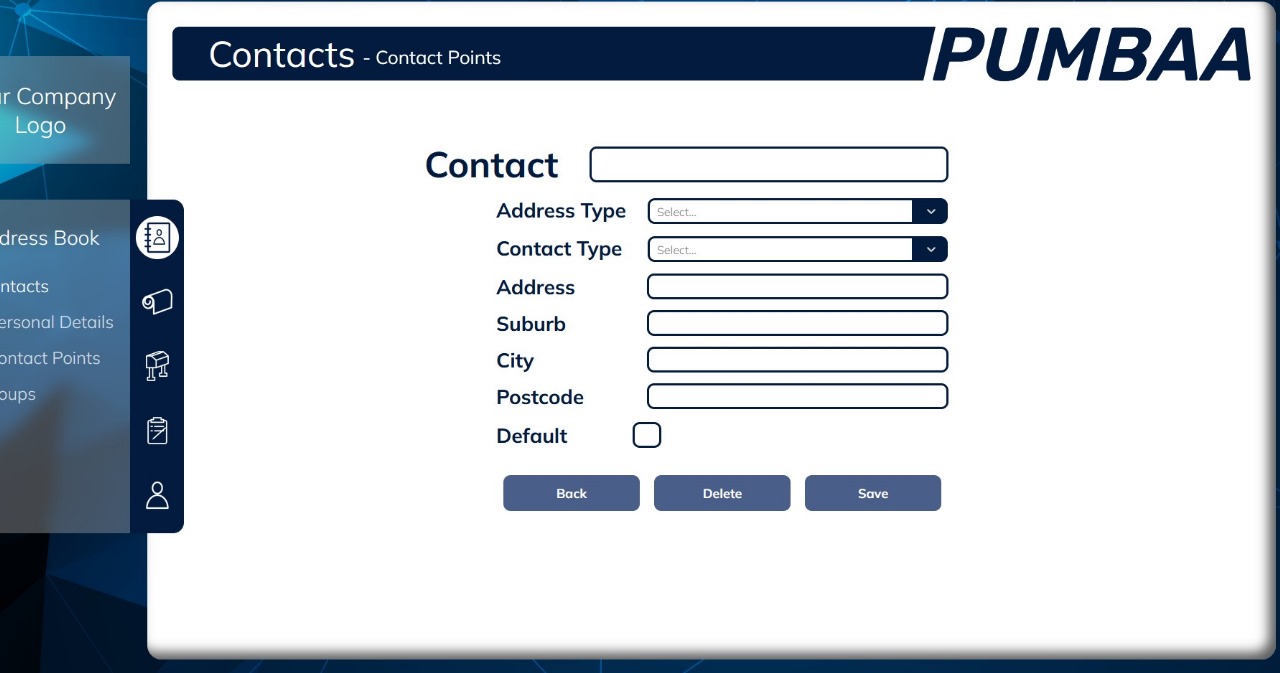 Contacts - Contact Points
PUMBAA
r Company
Logo
dress Book
ntacts
ersonal Details
ontact Points
oups
Contact
Address Type
Select...
Contact Type
Select...
Address
Suburb
City
Postcode
Default
Back
Delete
Save